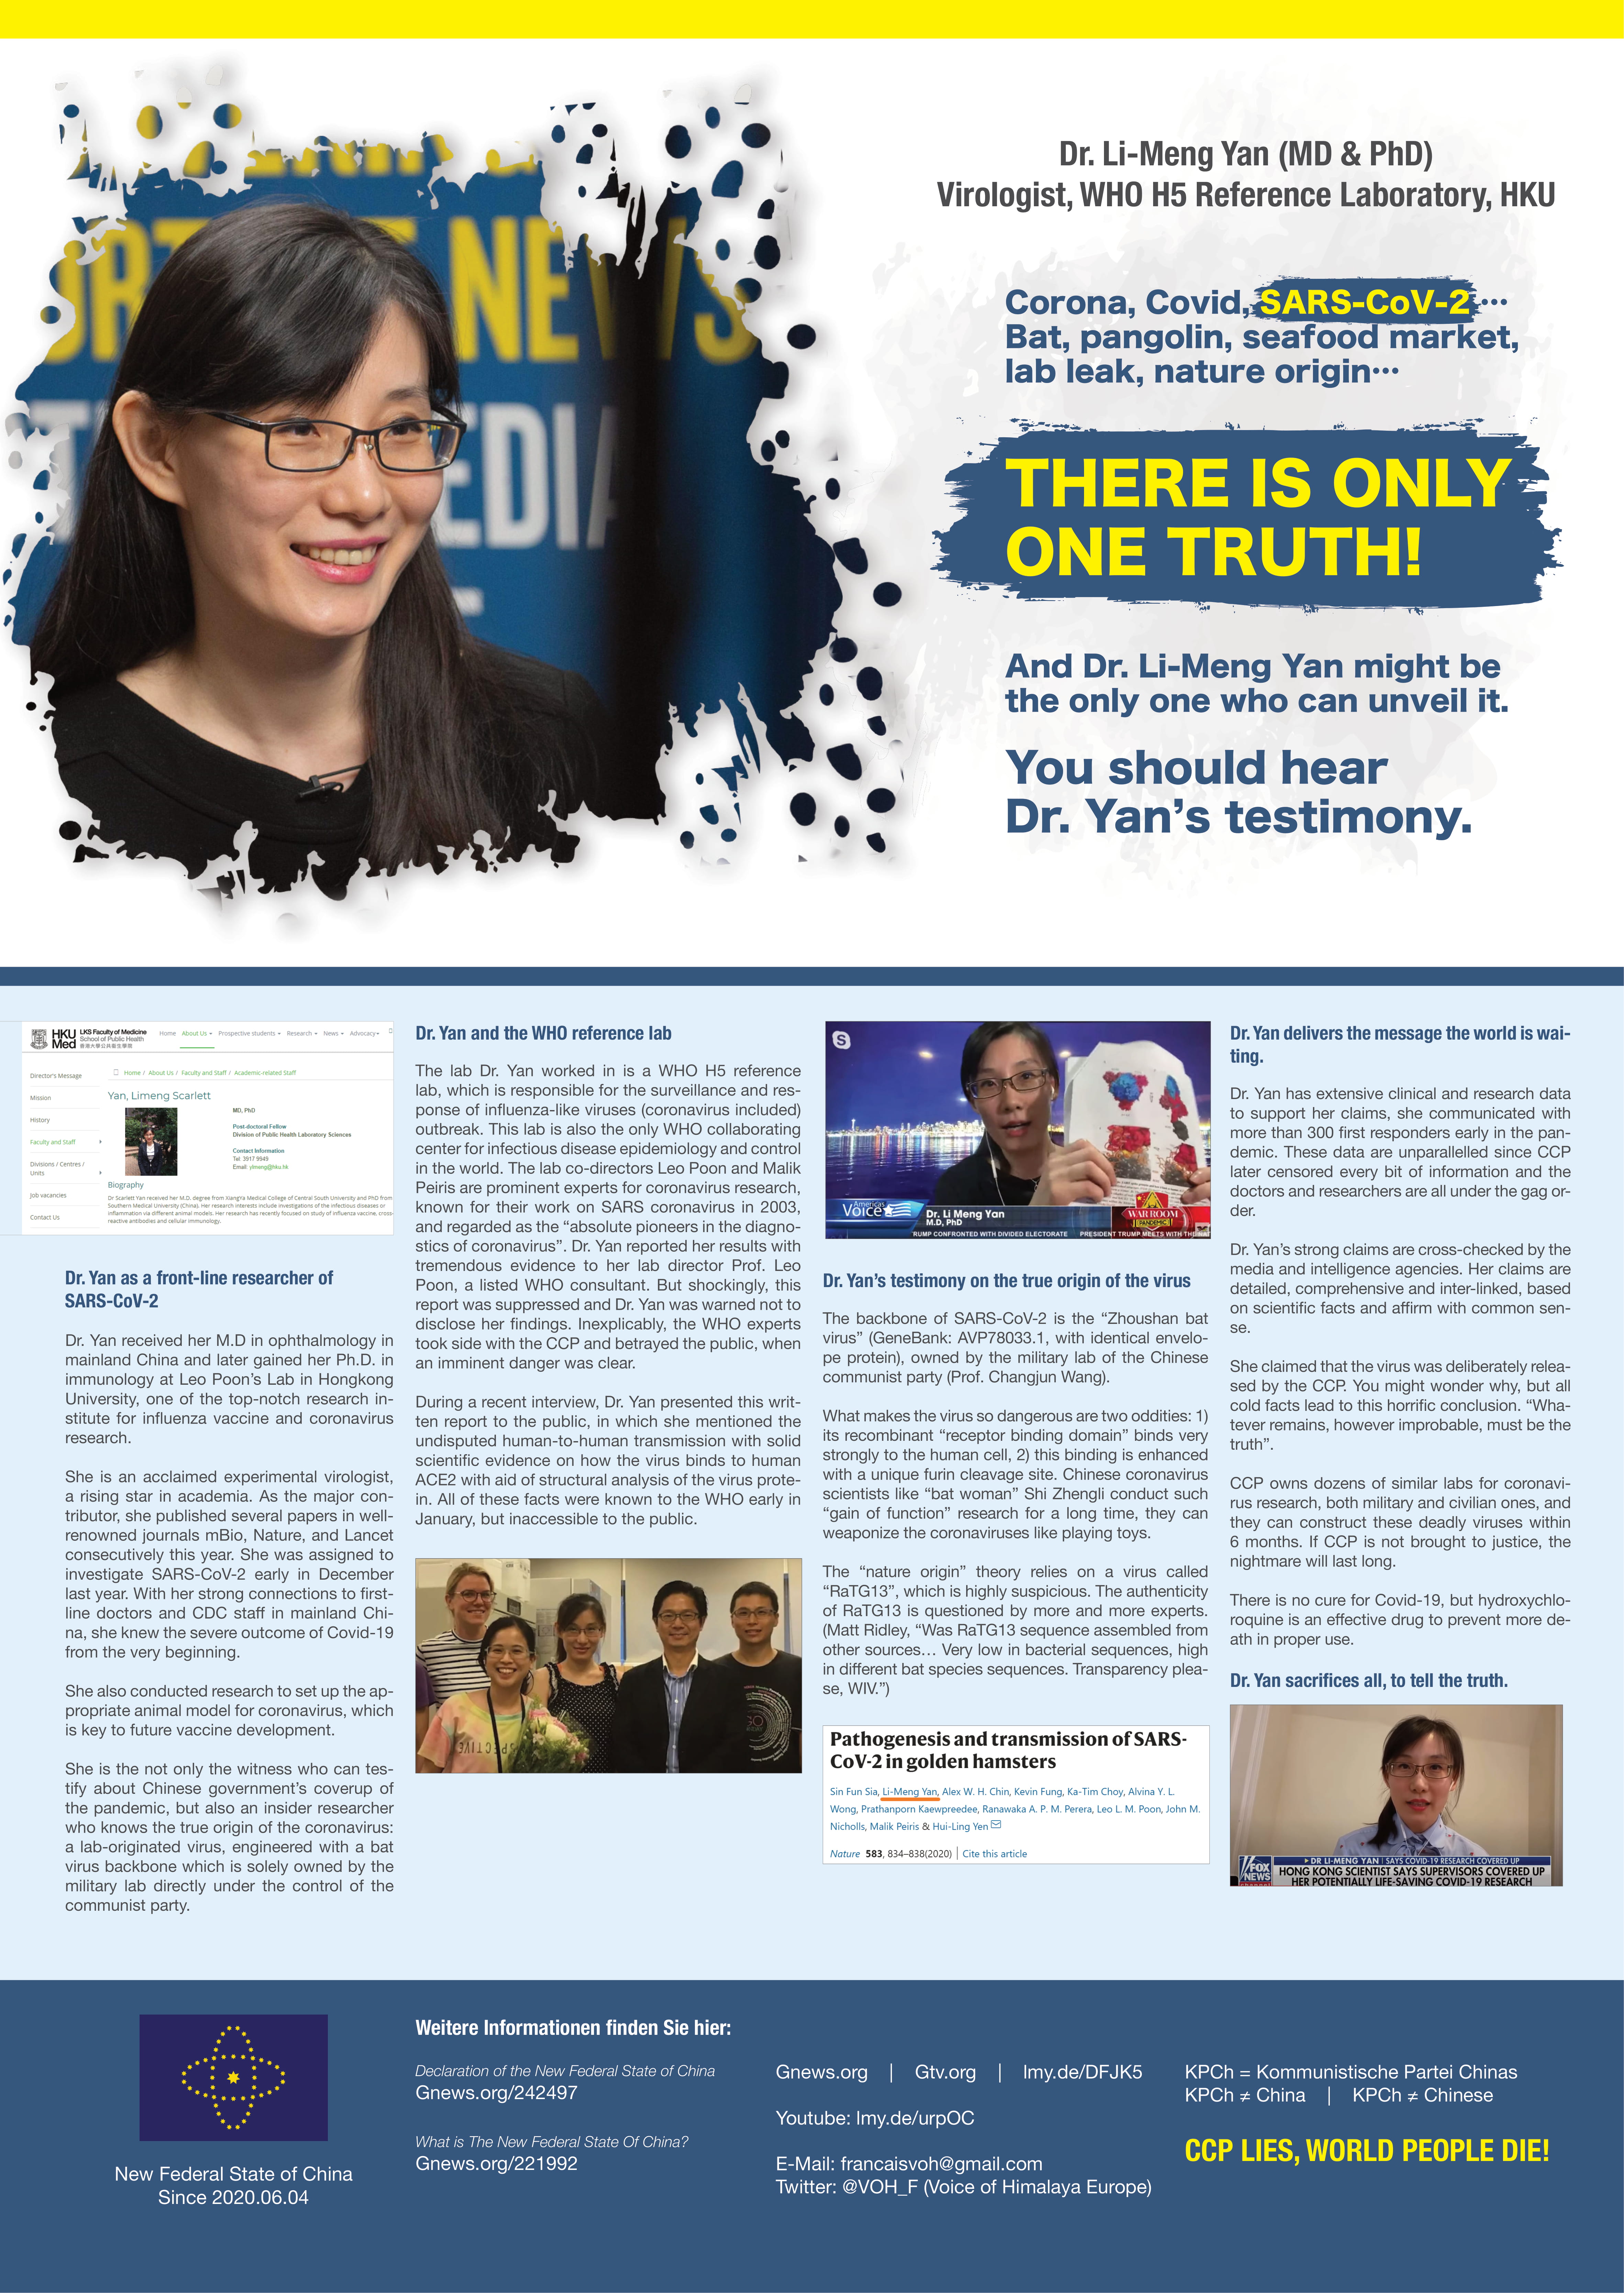 Dr. Li-Meng Yan (MD & PhD)
Virologist, WHO H5 Reference Laboratory, HKU
Corona, Covid, SARS-CoV-2 ···
Bat, pangolin, seafood market,
lab leak, nature origin···
THERE IS ONLY
ONE TRUTH!
And Dr. Li-Meng Yan might be
the only one who can unveil it.
You should hear
Dr. Yan’s testimony.
HKU Med
LKS Faculty of Medicine
School of Public Health
香港大學公共衞生學院
Home About Us Prospective students Research News Advocacy
Home / About Us / Faculty and Staff / Academic-related Staff
Director's Message
Mission
History
Faculty and Staff
Divisions / Centres /
Units
Job vacancies
Contact Us
Yan, Limeng Scarlett
MD, PhD
Post-doctoral Fellow
Division of Public Health Laboratory Sciences
Contact Information
Tel: 3917 9949
Email: ylmeng@hku.hk
Biography
Dr Scarlett Yan received her M.D. degree from XiangYa Medical College of Central South University and PhD from
Southern Medical University (China). Her research interests include investigations of the infectious diseases or
inflammation via different animal models. Her research has recently focused on study of influenza vaccine, cross-
reactive antibodies and cellular immunology.
Dr. Yan as a front-line researcher of
SARS-CoV-2
Dr. Yan received her M.D in ophthalmology in
mainland China and later gained her Ph.D. in
immunology at Leo Poon’s Lab in Hongkong
University, one of the top-notch research in-
stitute for influenza vaccine and coronavirus
research.
She is an acclaimed experimental virologist,
a rising star in academia. As the major con-
tributor, she published several papers in well-
renowned journals mBio, Nature, and Lancet
consecutively this year. She was assigned to
investigate SARS-CoV-2 early in December
last year. With her strong connections to first-
line doctors and CDC staff in mainland Chi-
na, she knew the severe outcome of Covid-19
from the very beginning.
She also conducted research to set up the ap-
propriate animal model for coronavirus, which
is key to future vaccine development.
She is the not only the witness who can tes-
tify about Chinese government’s coverup of
the pandemic, but also an insider researcher
who knows the true origin of the coronavirus:
a lab-originated virus, engineered with a bat
virus backbone which is solely owned by the
military lab directly under the control of the
communist party.
Dr. Yan and the WHO reference lab
The lab Dr. Yan worked in is a WHO H5 reference
lab, which is responsible for the surveillance and res-
ponse of influenza-like viruses (coronavirus included)
outbreak. This lab is also the only WHO collaborating
center for infectious disease epidemiology and control
in the world. The lab co-directors Leo Poon and Malik
Peiris are prominent experts for coronavirus research,
known for their work on SARS coronavirus in 2003,
and regarded as the “absolute pioneers in the diagno-
stics of coronavirus”. Dr. Yan reported her results with
tremendous evidence to her lab director Prof. Leo
Poon, a listed WHO consultant. But shockingly, this
report was suppressed and Dr. Yan was warned not to
disclose her findings. Inexplicably, the WHO experts
took side with the CCP and betrayed the public, when
an imminent danger was clear.
During a recent interview, Dr. Yan presented this writ-
ten report to the public, in which she mentioned the
undisputed human-to-human transmission with solid
scientific evidence on how the virus binds to human
ACE2 with aid of structural analysis of the virus prote-
in. All of these facts were known to the WHO early in
January, but inaccessible to the public.
Americas Voice
Dr. Li Meng Yan
M.D, PhD
WAR ROOM
PANDEMIC
RUMP CONFRONTED WITH DIVIDED ELECTORATE PRESIDENT TRUMP MEETS WITH THE NA
Dr. Yan’s testimony on the true origin of the virus
The backbone of SARS-CoV-2 is the “Zhoushan bat
virus” (GeneBank: AVP78033.1, with identical envelo-
pe protein), owned by the military lab of the Chinese
communist party (Prof. Changjun Wang).
What makes the virus so dangerous are two oddities: 1)
its recombinant “receptor binding domain” binds very
strongly to the human cell, 2) this binding is enhanced
with a unique furin cleavage site. Chinese coronavirus
scientists like “bat woman” Shi Zhengli conduct such
“gain of function” research for a long time, they can
weaponize the coronaviruses like playing toys.
The “nature origin” theory relies on a virus called
“RaTG13”, which is highly suspicious. The authenticity
of RaTG13 is questioned by more and more experts.
(Matt Ridley, “Was RaTG13 sequence assembled from
other sources… Very low in bacterial sequences, high
in different bat species sequences. Transparency plea-
se, WIV.”)
Pathogenesis and transmission of SARS-
CoV-2 in golden hamsters
Sin Fun Sia, Li-Meng Yan, Alex W. H. Chin, Kevin Fung, Ka-Tim Choy, Alvina Y. L.
Wong, Prathanporn Kaewpreedee, Ranawaka A. P. M. Perera, Leo L. M. Poon, John M.
Nicholls, Malik Peiris & Hui-Ling Yen
Nature 583, 834–838(2020) | Cite this article
Dr. Yan delivers the message the world is wai-
ting.
Dr. Yan has extensive clinical and research data
to support her claims, she communicated with
more than 300 first responders early in the pan-
demic. These data are unparallelled since CCP
later censored every bit of information and the
doctors and researchers are all under the gag or-
der.
Dr. Yan’s strong claims are cross-checked by the
media and intelligence agencies. Her claims are
detailed, comprehensive and inter-linked, based
on scientific facts and affirm with common sen-
se.
She claimed that the virus was deliberately relea-
sed by the CCP. You might wonder why, but all
cold facts lead to this horrific conclusion. “Wha-
tever remains, however improbable, must be the
truth”.
CCP owns dozens of similar labs for coronavi-
rus research, both military and civilian ones, and
they can construct these deadly viruses within
6 months. If CCP is not brought to justice, the
nightmare will last long.
There is no cure for Covid-19, but hydroxychlo-
roquine is an effective drug to prevent more de-
ath in proper use.
Dr. Yan sacrifices all, to tell the truth.
FOX NEWS channel
DR LI-MENG YAN | SAYS COVID-19 RESEARCH COVERED UP
HONG KONG SCIENTIST SAYS SUPERVISORS COVERED UP
HER POTENTIALLY LIFE-SAVING COVID-19 RESEARCH
New Federal State of China
Since 2020.06.04
Weitere Informationen finden Sie hier:
Declaration of the New Federal State of China
Gnews.org/242497
What is The New Federal State Of China?
Gnews.org/221992
Gnews.org | Gtv.org | lmy.de/DFJK5
Youtube: lmy.de/urpOC
E-Mail: francaisvoh@gmail.com
Twitter: @VOH_F (Voice of Himalaya Europe)
KPCh = Kommunistische Partei Chinas
KPCh ≠ China | KPCh ≠ Chinese
CCP LIES, WORLD PEOPLE DIE!